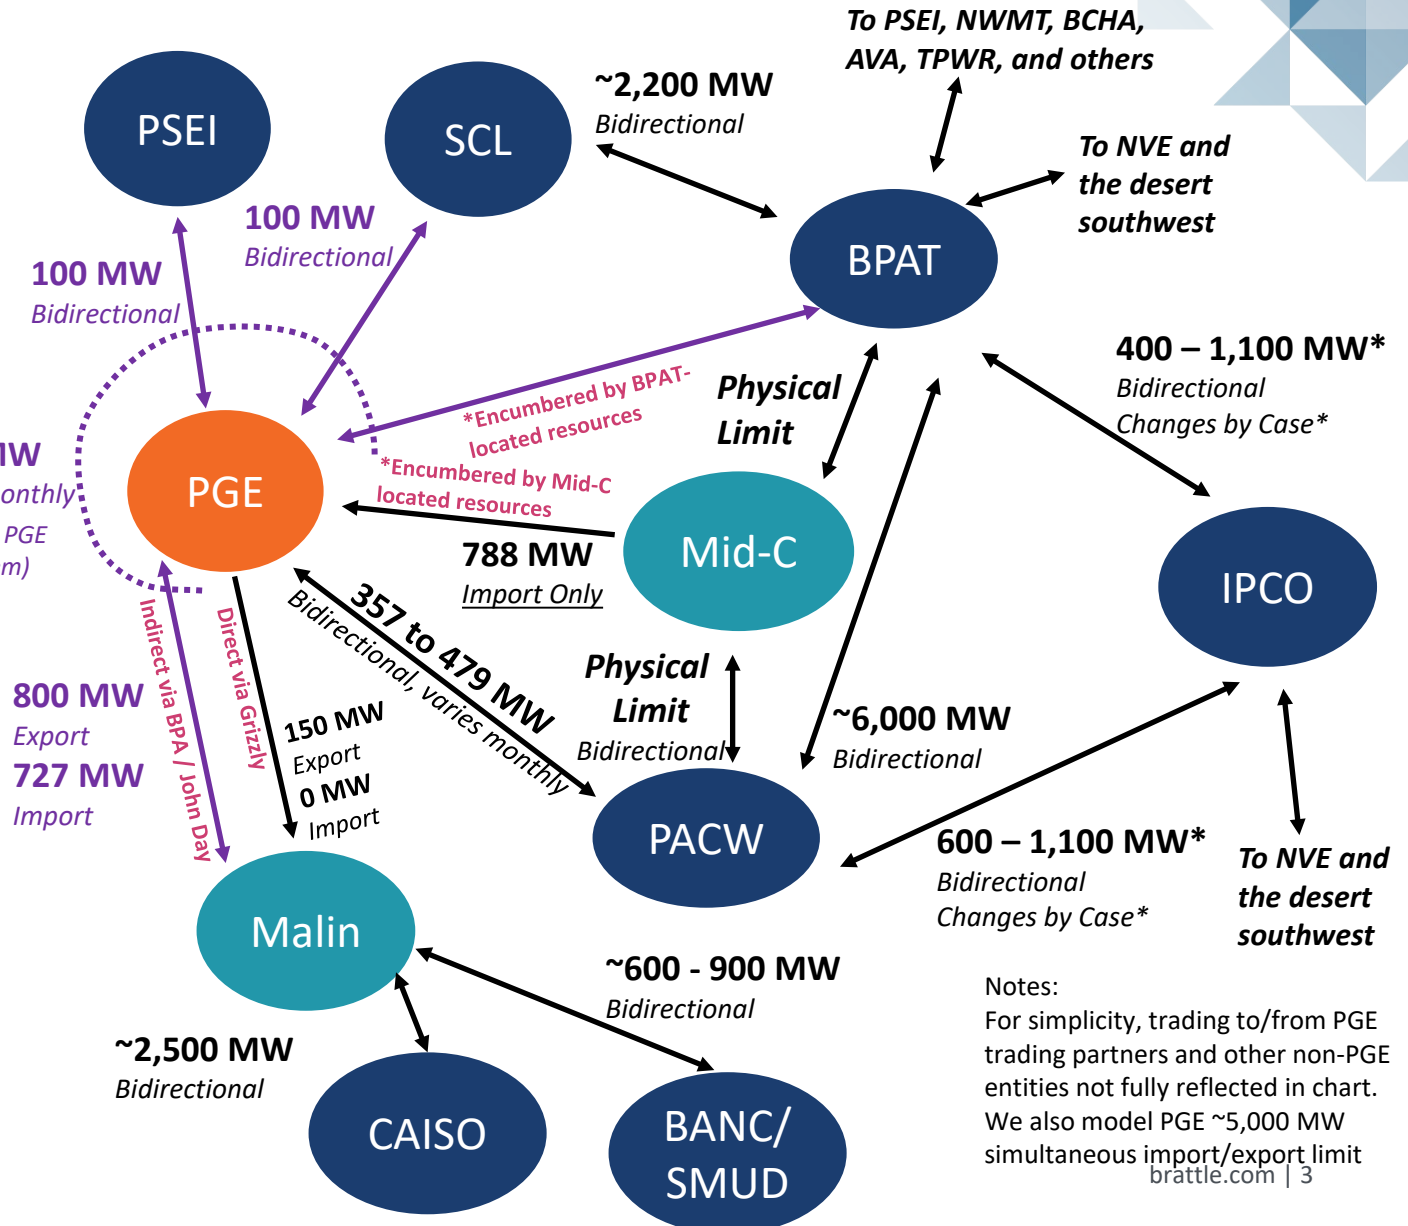 To PSEI, NWMT, BCHA,
AVA, TPWR, and others
~2,200 MW
Bidirectional
PSEI
SCL
To NVE and
the desert
southwest
100 MW
Bidirectional
BPAT
100 MW
Bidirectional
400 – 1,100 MW*
Bidirectional
Changes by Case*
Physical
Limit
*Encumbered by BPAT-
located resources
*Encumbered by Mid-C
located resources
PGE
788 MW
Import Only
Mid-C
IPCO
PGE
357 to 479 MW
Bidirectional, varies monthly
Physical
Limit
Bidirectional
Indirect via BPA / John Day
Direct via Grizzly
800 MW
Export
727 MW
Import
150 MW
Export
0 MW
Import
~6,000 MW
Bidirectional
PACW
600 – 1,100 MW*
Bidirectional
Changes by Case*
To NVE and
the desert
southwest
Malin
~600 - 900 MW
Bidirectional
~2,500 MW
Bidirectional
CAISO
BANC/
SMUD
Notes:
For simplicity, trading to/from PGE
trading partners and other non-PGE
entities not fully reflected in chart.
We also model PGE ~5,000 MW
simultaneous import/export limit
brattle.com | 3